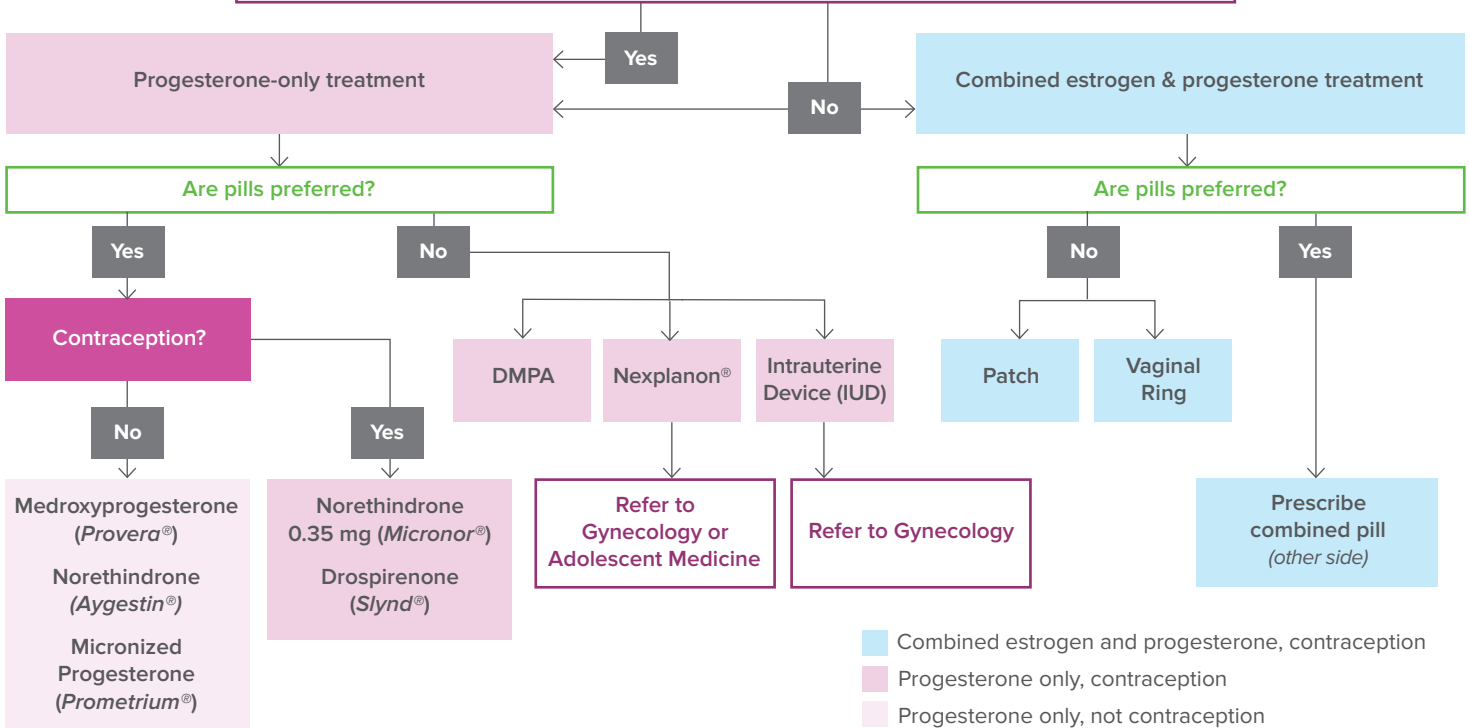 Yes
Progesterone-only treatment
No
Combined estrogen & progesterone treatment
Are pills preferred?
Are pills preferred?
Yes
No
No
Yes
Contraception?
DMPA
Nexplanon®
Intrauterine
Device (IUD)
Patch
Vaginal
Ring
No
Yes
Medroxyprogesterone
(Provera®)
Norethindrone
(Aygestin®)
Micronized
Progesterone
(Prometrium®)
Norethindrone
0.35 mg (Micronor®)
Drospirenone
(Slynd®)
Refer to
Gynecology or
Adolescent Medicine
Refer to Gynecology
Prescribe
combined pill
(other side)
Combined estrogen and progesterone, contraception
Progesterone only, contraception
Progesterone only, not contraception